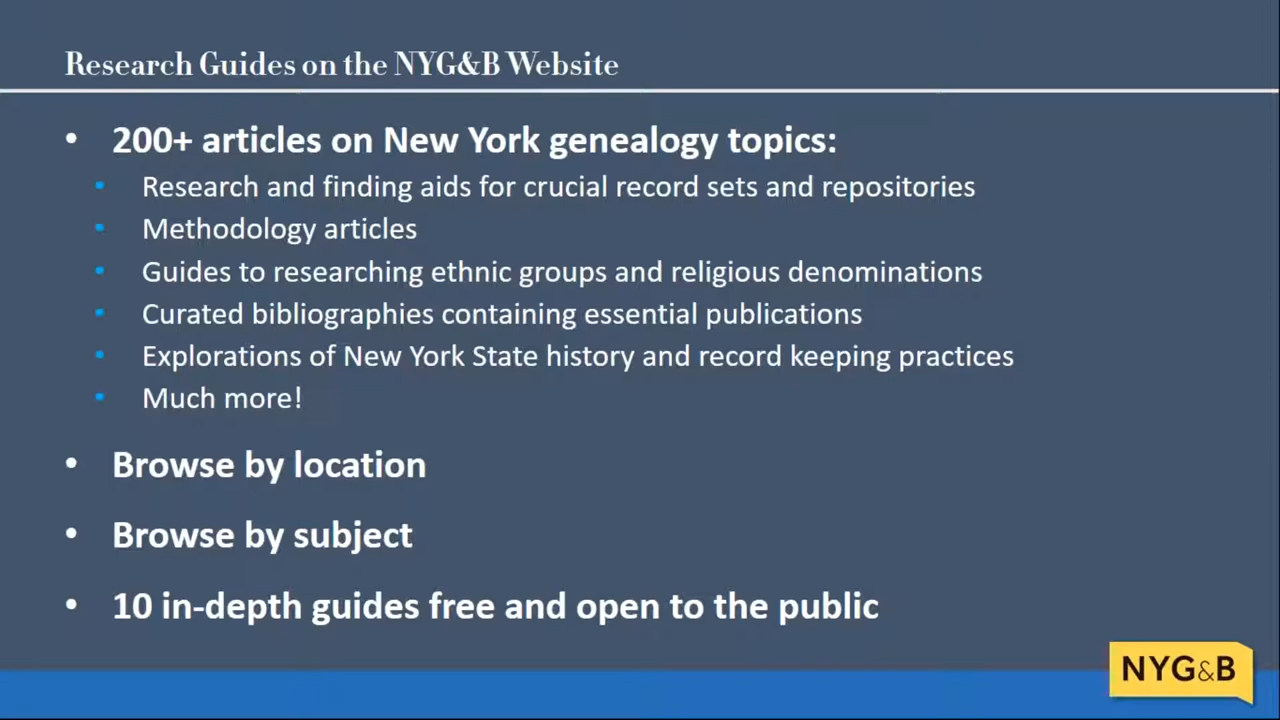 Research Guides on the NYG&B Website
• 200+ articles on New York genealogy topics:
• Research and finding aids for crucial record sets and repositories
• Methodology articles
• Guides to researching ethnic groups and religious denominations
• Curated bibliographies containing essential publications
• Explorations of New York State history and record keeping practices
• Much more!
• Browse by location
• Browse by subject
• 10 in-depth guides free and open to the public
NYG&B